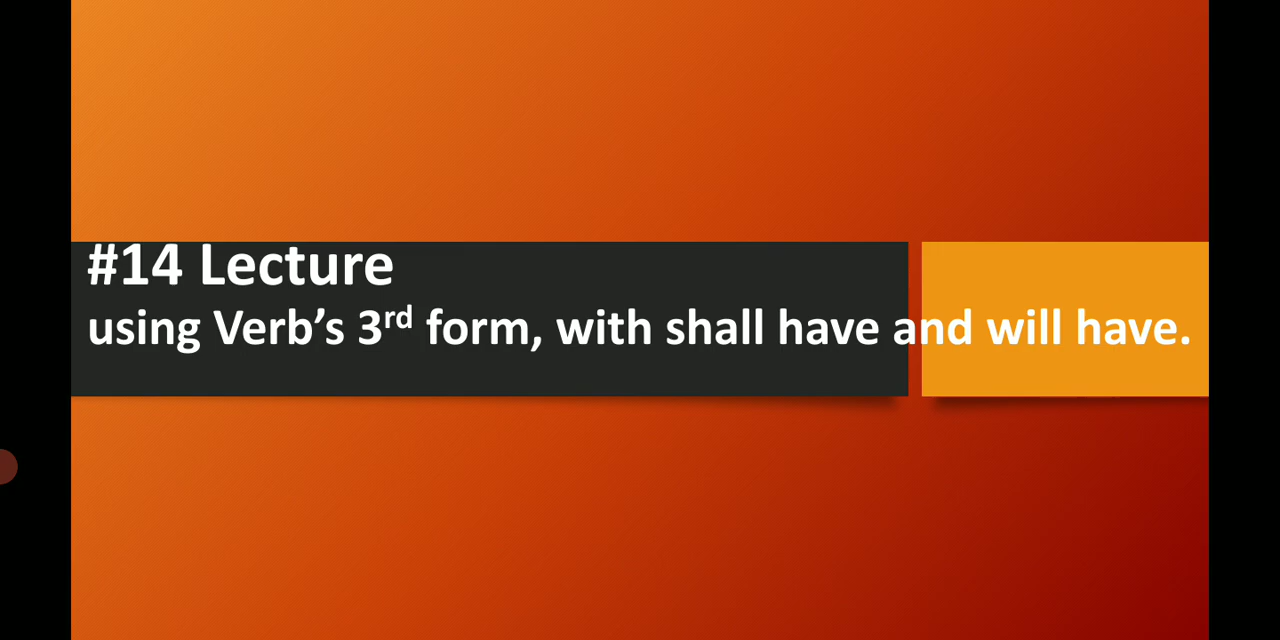 #14 Lecture
using Verb’s 3rd form, with shall have and will have.